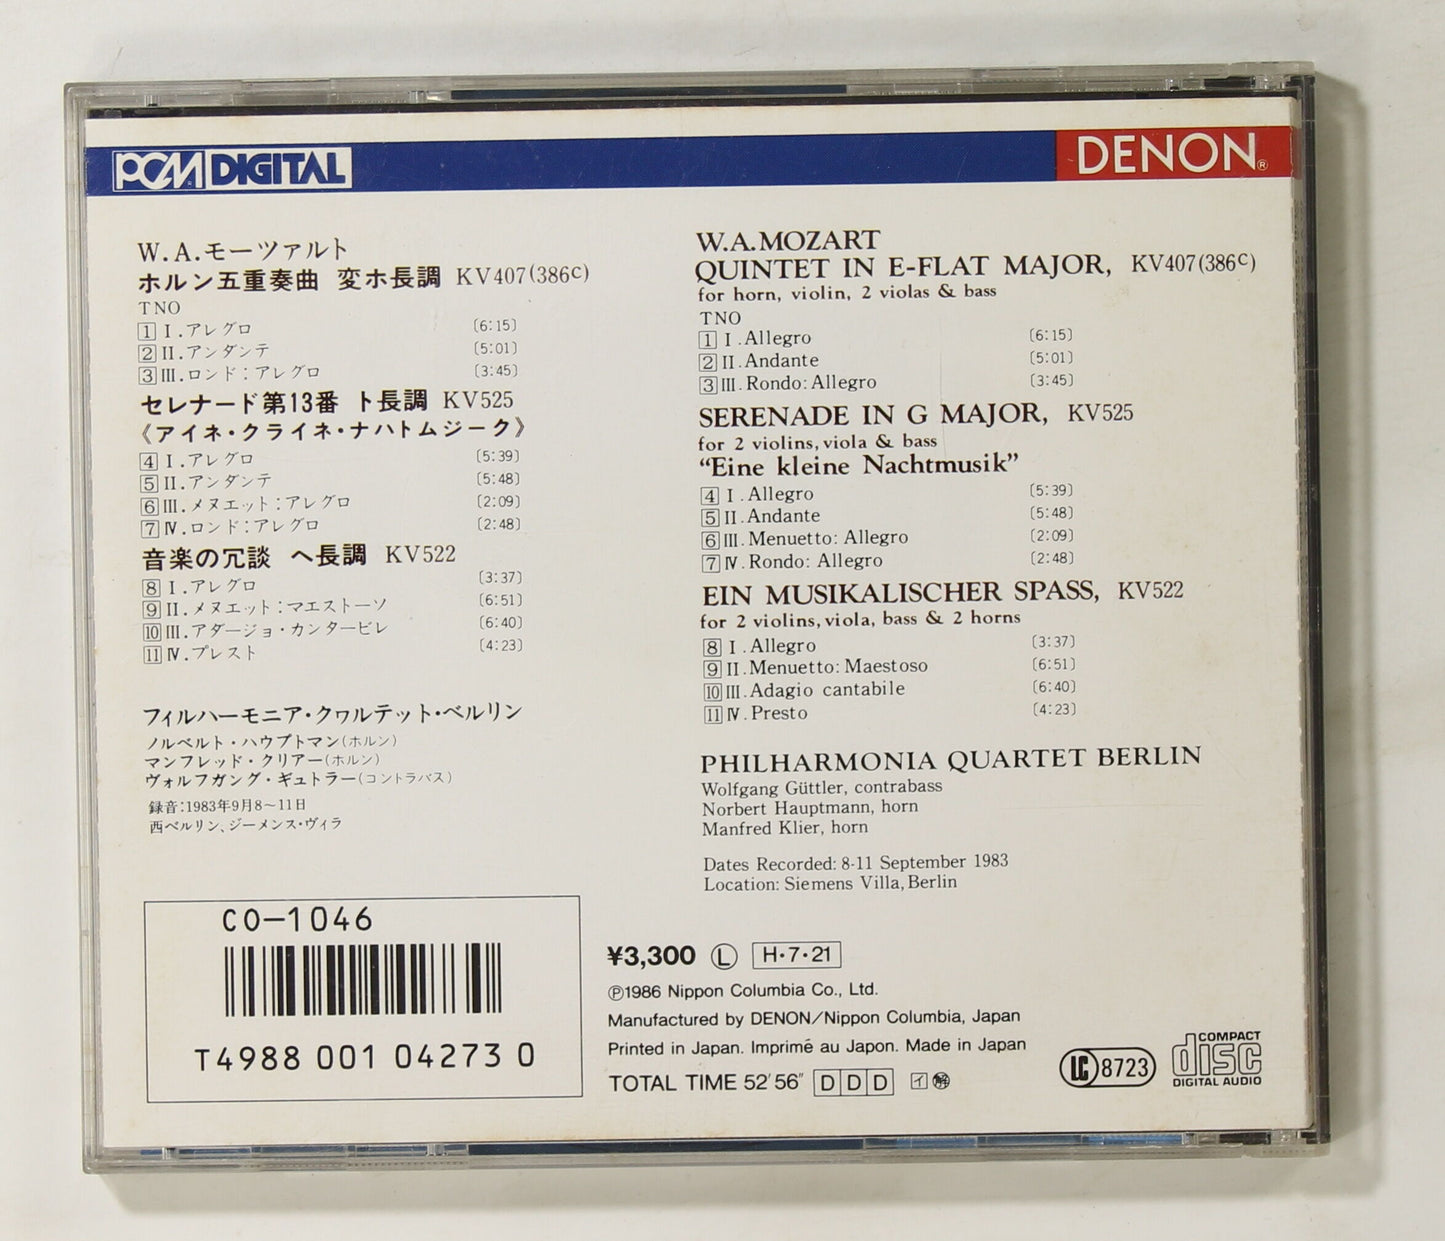 PCM DIGITAL
DENON®
W.A.モーツァルト
ホルン五重奏曲 変ホ長調 KV407(386c)
TNO
1 I.アレグロ (6:15)
2 II.アンダンテ (5:01)
3 III.ロンド:アレグロ (3:45)
セレナード第13番 ト長調 KV525
《アイネ・クライネ・ナハトムジーク》
4 I.アレグロ (5:39)
5 II.アンダンテ (5:48)
6 III.メヌエット:アレグロ (2:09)
7 IV.ロンド:アレグロ (2:48)
音楽の冗談 ヘ長調 KV522
8 I.アレグロ (3:37)
9 II.メヌエット:マエストーソ (6:51)
10 III.アダージョ・カンタービレ (6:40)
11 IV.プレスト (4:23)
フィルハーモニア・クヮルテット・ベルリン
ノルベルト・ハウプトマン(ホルン)
マンフレッド・クリアー(ホルン)
ヴォルフガング・ギュトラー(コントラバス)
録音:1983年9月8~11日
西ベルリン、ジーメンス・ヴィラ
W.A.MOZART
QUINTET IN E-FLAT MAJOR, KV407(386c)
for horn, violin, 2 violas & bass
TNO
1 I.Allegro (6:15)
2 II.Andante (5:01)
3 III.Rondo:Allegro (3:45)
SERENADE IN G MAJOR, KV525
for 2 violins, viola & bass
“Eine kleine Nachtmusik”
4 I.Allegro (5:39)
5 II.Andante (5:48)
6 III.Menuetto:Allegro (2:09)
7 IV.Rondo:Allegro (2:48)
EIN MUSIKALISCHER SPASS, KV522
for 2 violins, viola, bass & 2 horns
8 I.Allegro (3:37)
9 II.Menuetto:Maestoso (6:51)
10 III.Adagio cantabile (6:40)
11 IV.Presto (4:23)
PHILHARMONIA QUARTET BERLIN
Wolfgang Güttler, contrabass
Norbert Hauptmann, horn
Manfred Klier, horn
Dates Recorded: 8-11 September 1983
Location: Siemens Villa, Berlin
CO-1046
T4988 001 04273 0
¥3,300 Ⓛ H・7・21
Ⓟ1986 Nippon Columbia Co., Ltd.
Manufactured by DENON/Nippon Columbia, Japan
Printed in Japan. Imprimé au Japon. Made in Japan
TOTAL TIME 52′56″ DDD イ 解
LC 8723
COMPACT
disc
DIGITAL AUDIO